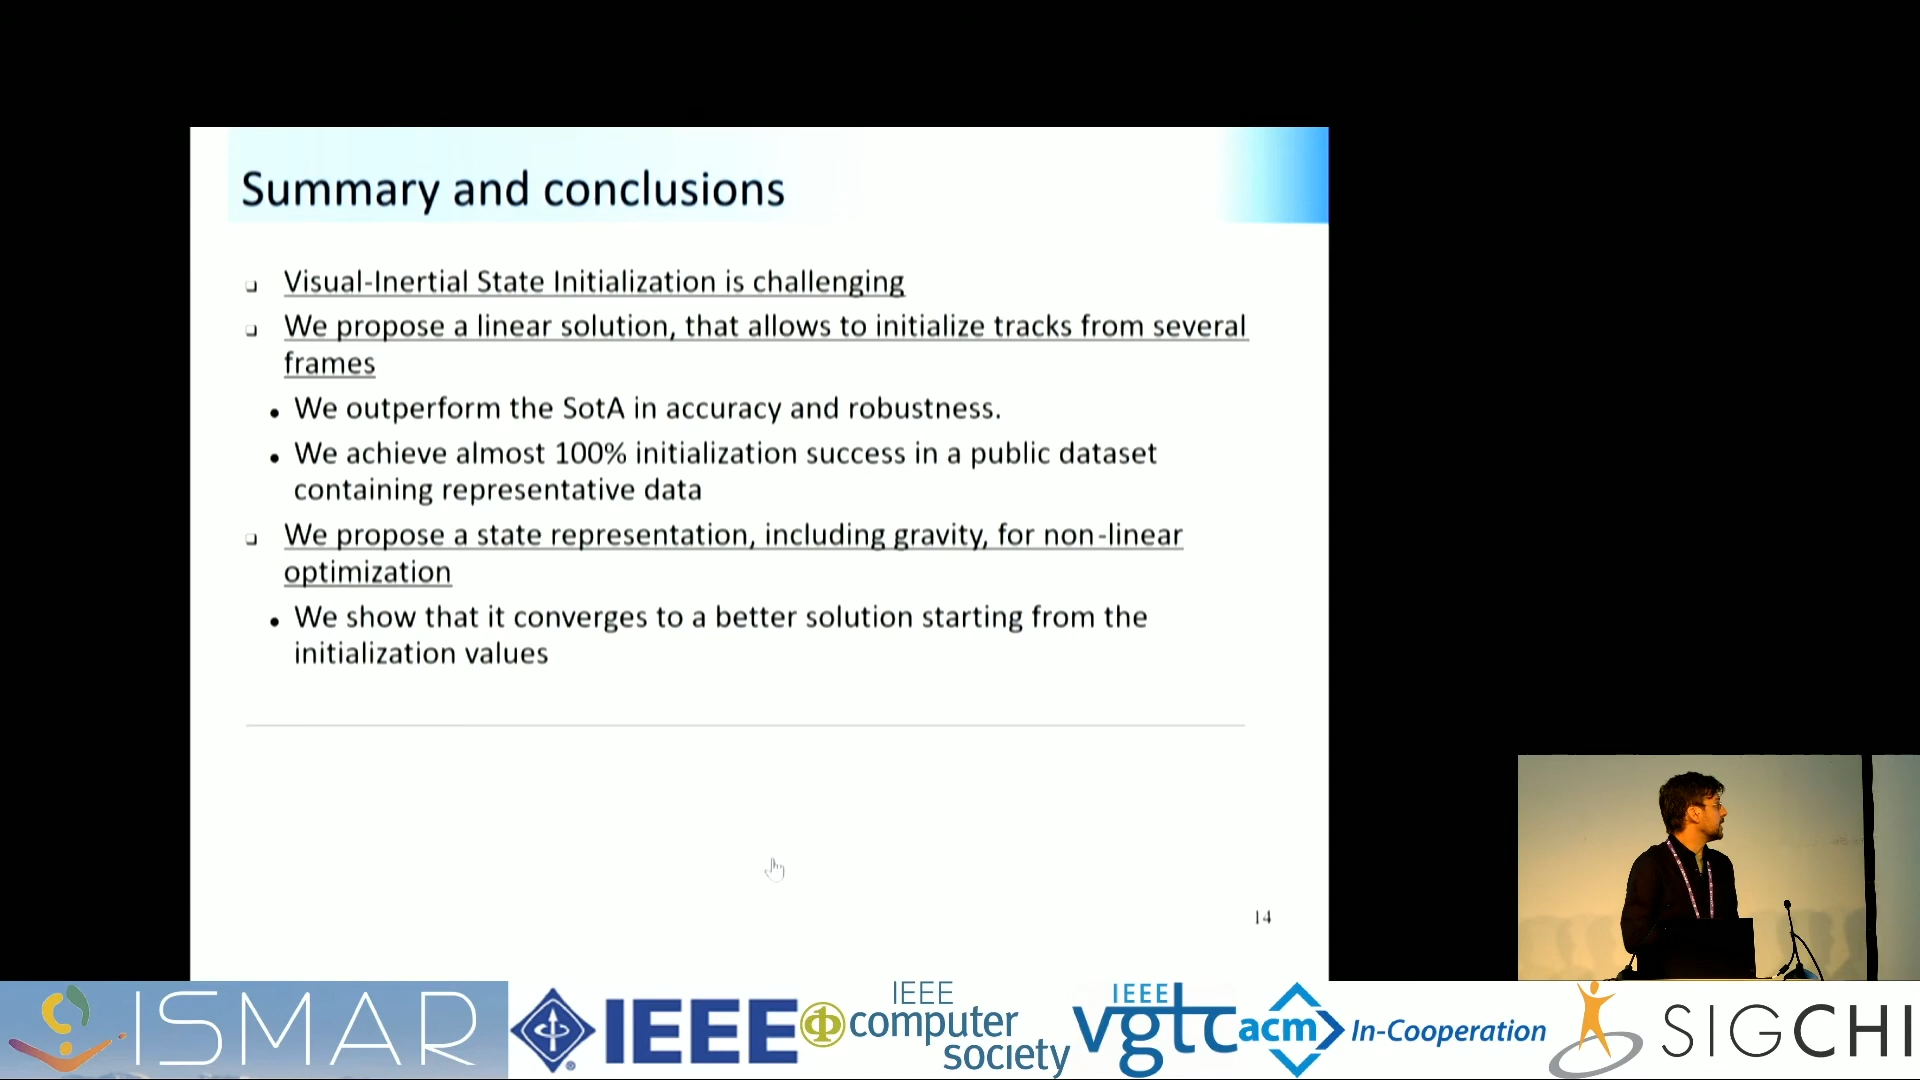 Summary and conclusions
Visual-Inertial State Initialization is challenging
We propose a linear solution, that allows to initialize tracks from several
frames
We outperform the SotA in accuracy and robustness.
We achieve almost 100% initialization success in a public dataset
containing representative data
We propose a state representation, including gravity, for non-linear
optimization
We show that it converges to a better solution starting from the
initialization values
14
ISMAR
IEEE
IEEE
computer
society
IEEE
vgtc
acm In-Cooperation
SIGCHI